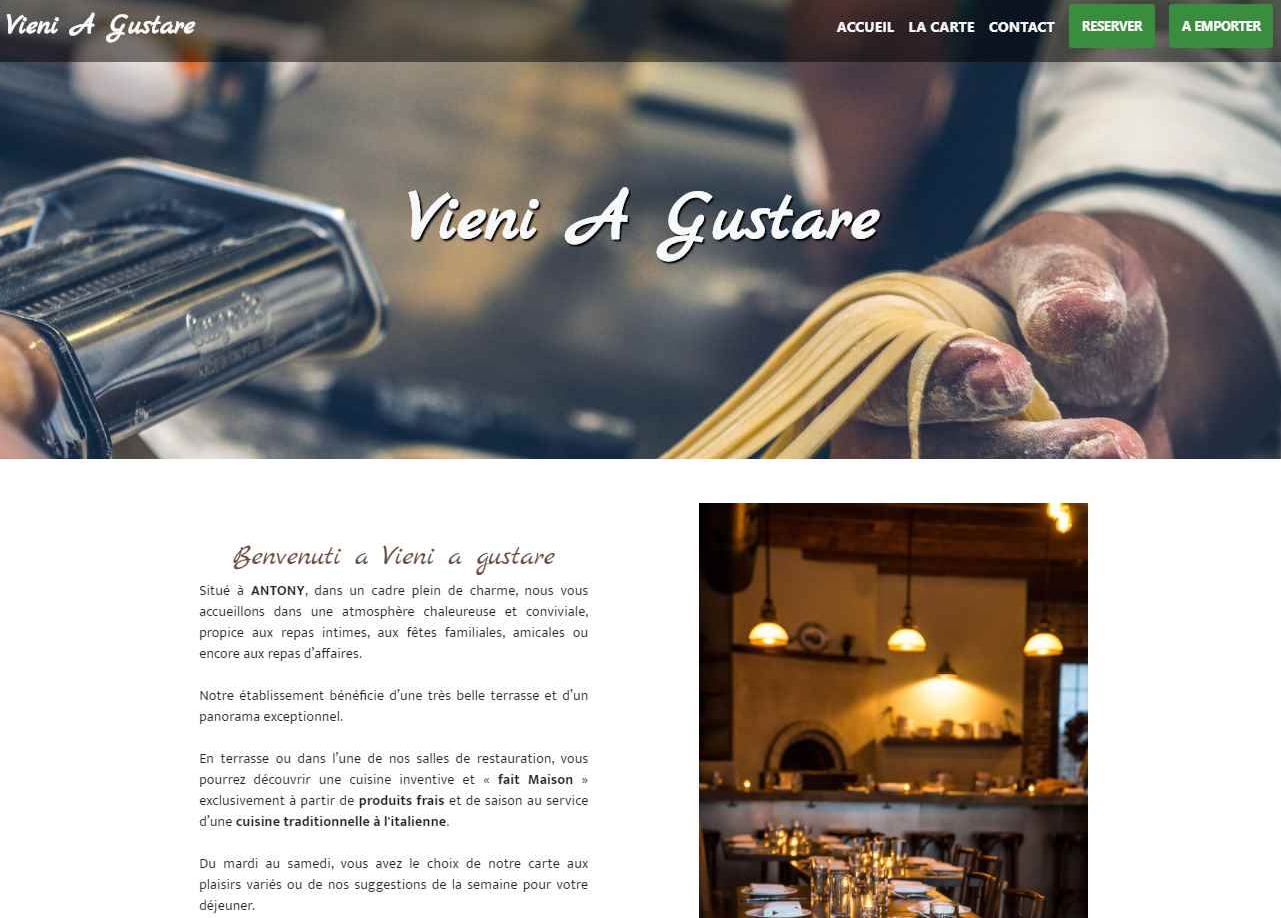 Vieni A Gustare
ACCUEIL LA CARTE CONTACT RESERVER A EMPORTER
Vieni A Gustare
Benvenuti a Vieni a gustare
Situé à ANTONY, dans un cadre plein de charme, nous vous
accueillons dans une atmosphère chaleureuse et conviviale,
propice aux repas intimes, aux fêtes familiales, amicales ou
encore aux repas d’affaires.
Notre établissement bénéficie d’une très belle terrasse et d’un
panorama exceptionnel.
En terrasse ou dans l’une de nos salles de restauration, vous
pourrez découvrir une cuisine inventive et « fait Maison »
exclusivement à partir de produits frais et de saison au service
d’une cuisine traditionnelle à l'italienne.
Du mardi au samedi, vous avez le choix de notre carte aux
plaisirs variés ou de nos suggestions de la semaine pour votre
déjeuner.